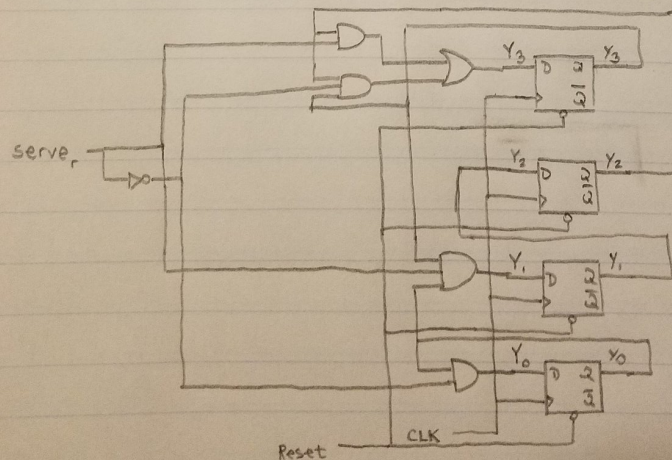 Y3 D Q Y3
Q
serve r
Y2 D Q Y2
Q
Y1 D Q Y1
Q
Y0 D Q Y0
Q
CLK
Reset